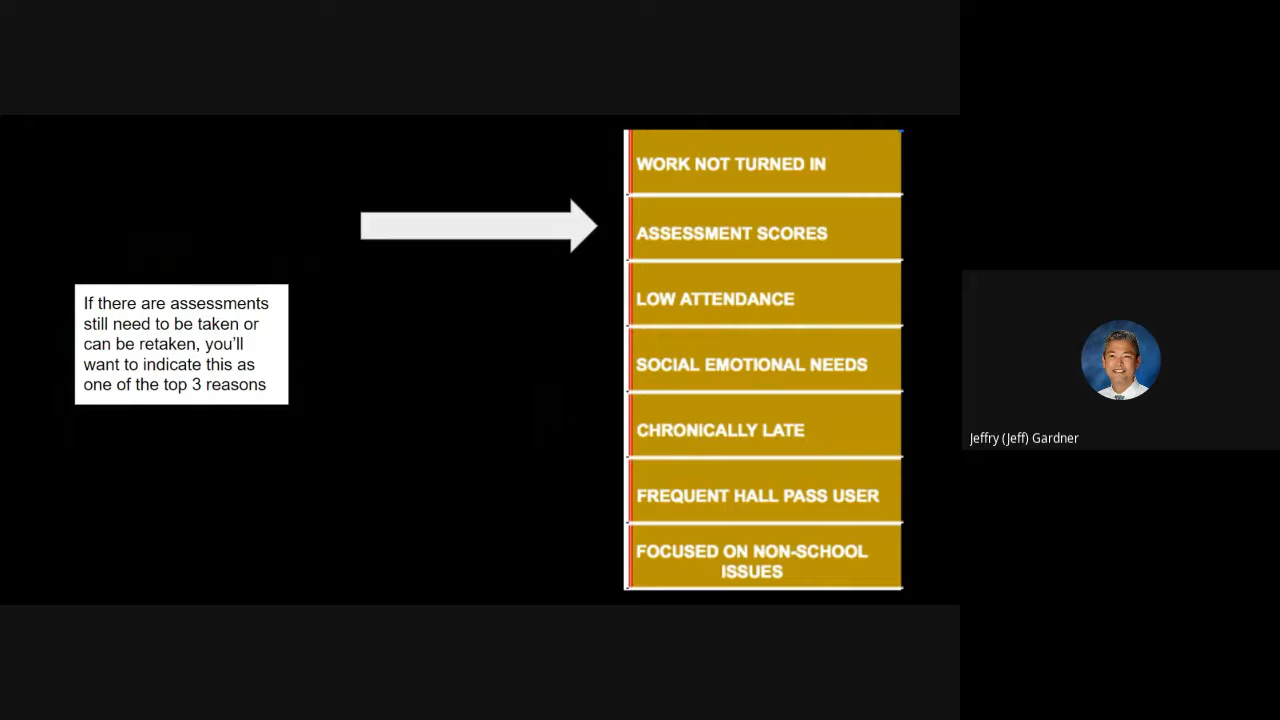 WORK NOT TURNED IN
ASSESSMENT SCORES
If there are assessments
still need to be taken or
can be retaken, you'll
want to indicate this as
one of the top 3 reasons
LOW ATTENDANCE
SOCIAL EMOTIONAL NEEDS
CHRONICALLY LATE
FREQUENT HALL PASS USER
FOCUSED ON NON-SCHOOL
ISSUES
Jeffry (Jeff) Gardner